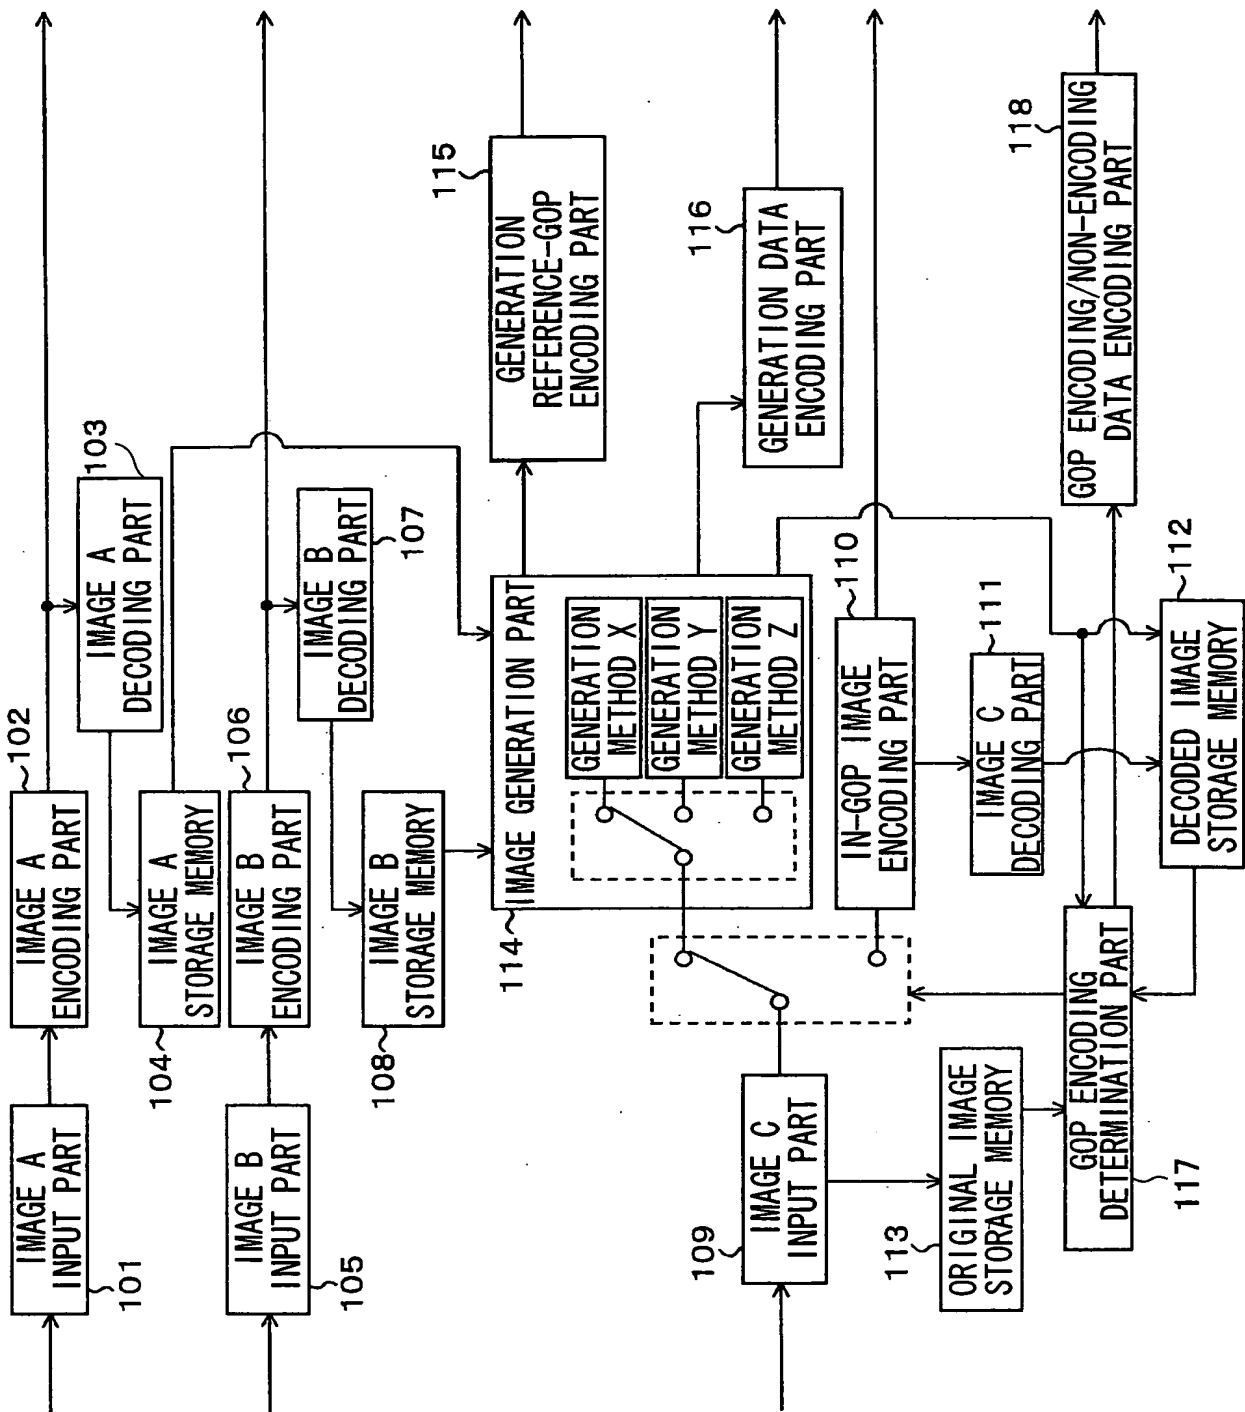 IMAGE A
INPUT PART
101
IMAGE A
ENCODING PART
102
IMAGE A
DECODING PART
103
IMAGE A
STORAGE MEMORY
104
IMAGE B
INPUT PART
105
IMAGE B
ENCODING PART
106
IMAGE B
DECODING PART
107
IMAGE B
STORAGE MEMORY
108
IMAGE GENERATION PART
114
GENERATION
METHOD X
GENERATION
METHOD Y
GENERATION
METHOD Z
GENERATION
REFERENCE-GOP
ENCODING PART
115
GENERATION DATA
ENCODING PART
116
IMAGE C
INPUT PART
109
IN-GOP IMAGE
ENCODING PART
110
IMAGE C
DECODING PART
111
ORIGINAL IMAGE
STORAGE MEMORY
113
GOP ENCODING
DETERMINATION PART
117
DECODED IMAGE
STORAGE MEMORY
112
GOP ENCODING/NON-ENCODING
DATA ENCODING PART
118